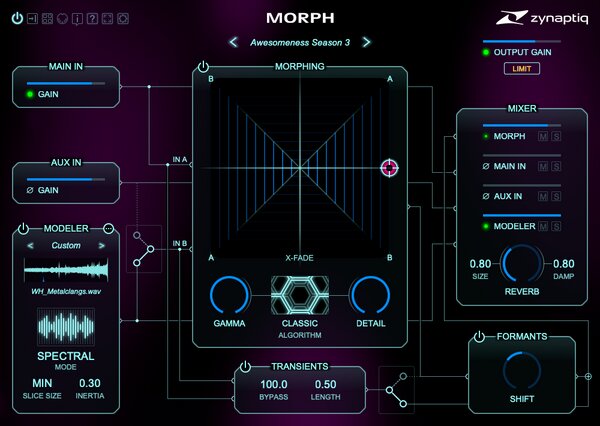 MORPH
zynaptiq
< Awesomeness Season 3 >
OUTPUT GAIN
LIMIT
MAIN IN
GAIN
AUX IN
Ø GAIN
MODELER
< Custom >
WH_Metalclangs.wav
SPECTRAL
MODE
MIN 0.30
SLICE SIZE INERTIA
IN A
IN B
MORPHING
B A
A X-FADE B
GAMMA CLASSIC DETAIL
ALGORITHM
TRANSIENTS
100.0 0.50
BYPASS LENGTH
MIXER
MORPH M S
Ø MAIN IN M S
Ø AUX IN M S
MODELER M S
0.80 0.80
SIZE DAMP
REVERB
FORMANTS
SHIFT